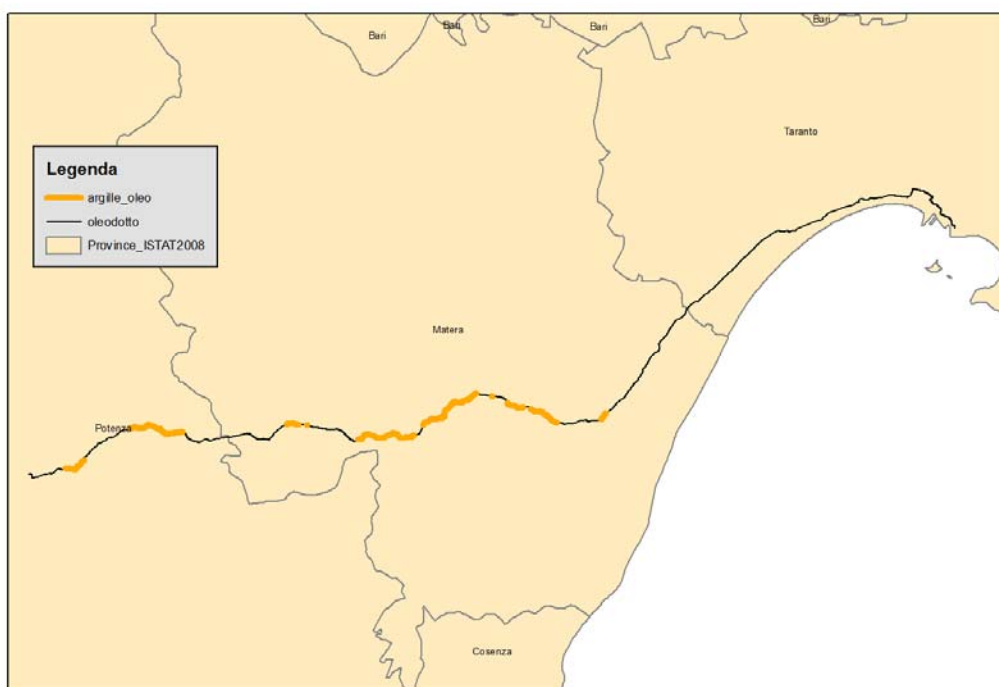 Bari
Bari
Bari
Bari
Taranto
Legenda
argille_oleo
oleodotto
Province_ISTAT2008
Matera
Potenza
Cosenza